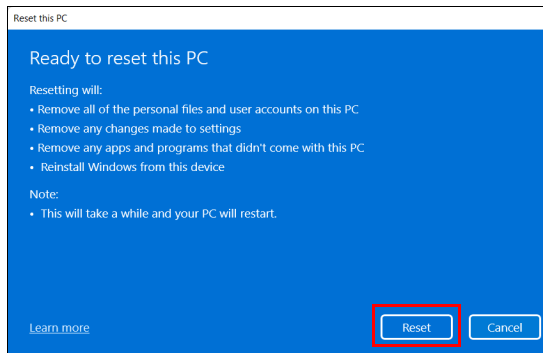 Reset this PC
Ready to reset this PC
Resetting will:
• Remove all of the personal files and user accounts on this PC
• Remove any changes made to settings
• Remove any apps and programs that didn't come with this PC
• Reinstall Windows from this device
Note:
• This will take a while and your PC will restart.
Learn more
Reset
Cancel